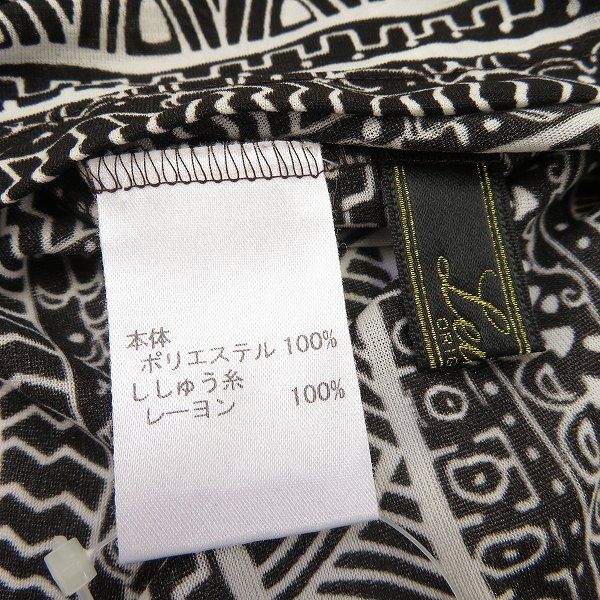 本体
ポリエステル 100%
ししゅう糸
レーヨン 100%